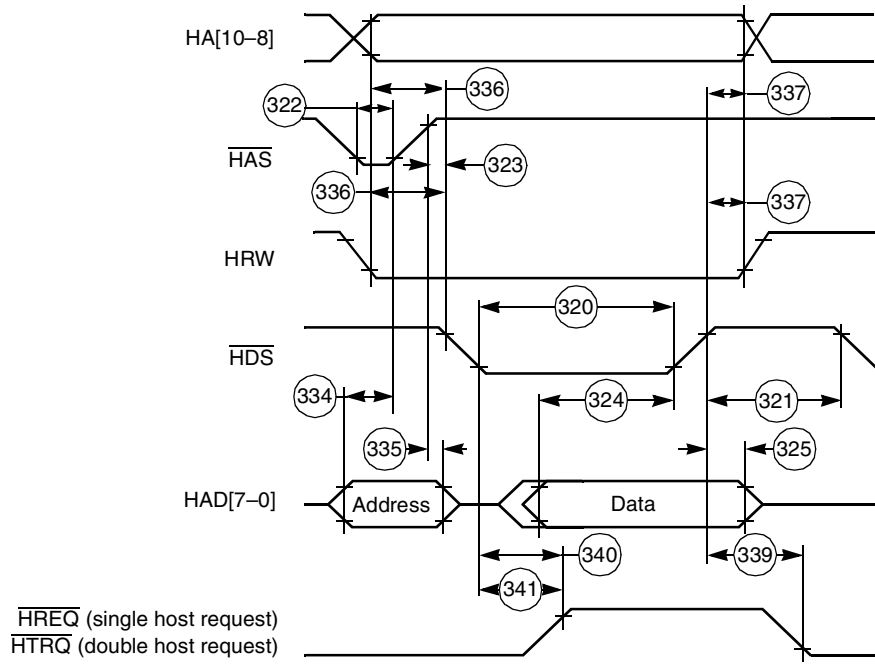 HA[10–8]
336
337
322
HAS
323
336
337
HRW
320
HDS
334
324
321
335
325
HAD[7–0]
Address
Data
340
339
341
HREQ (single host request)
HTRQ (double host request)